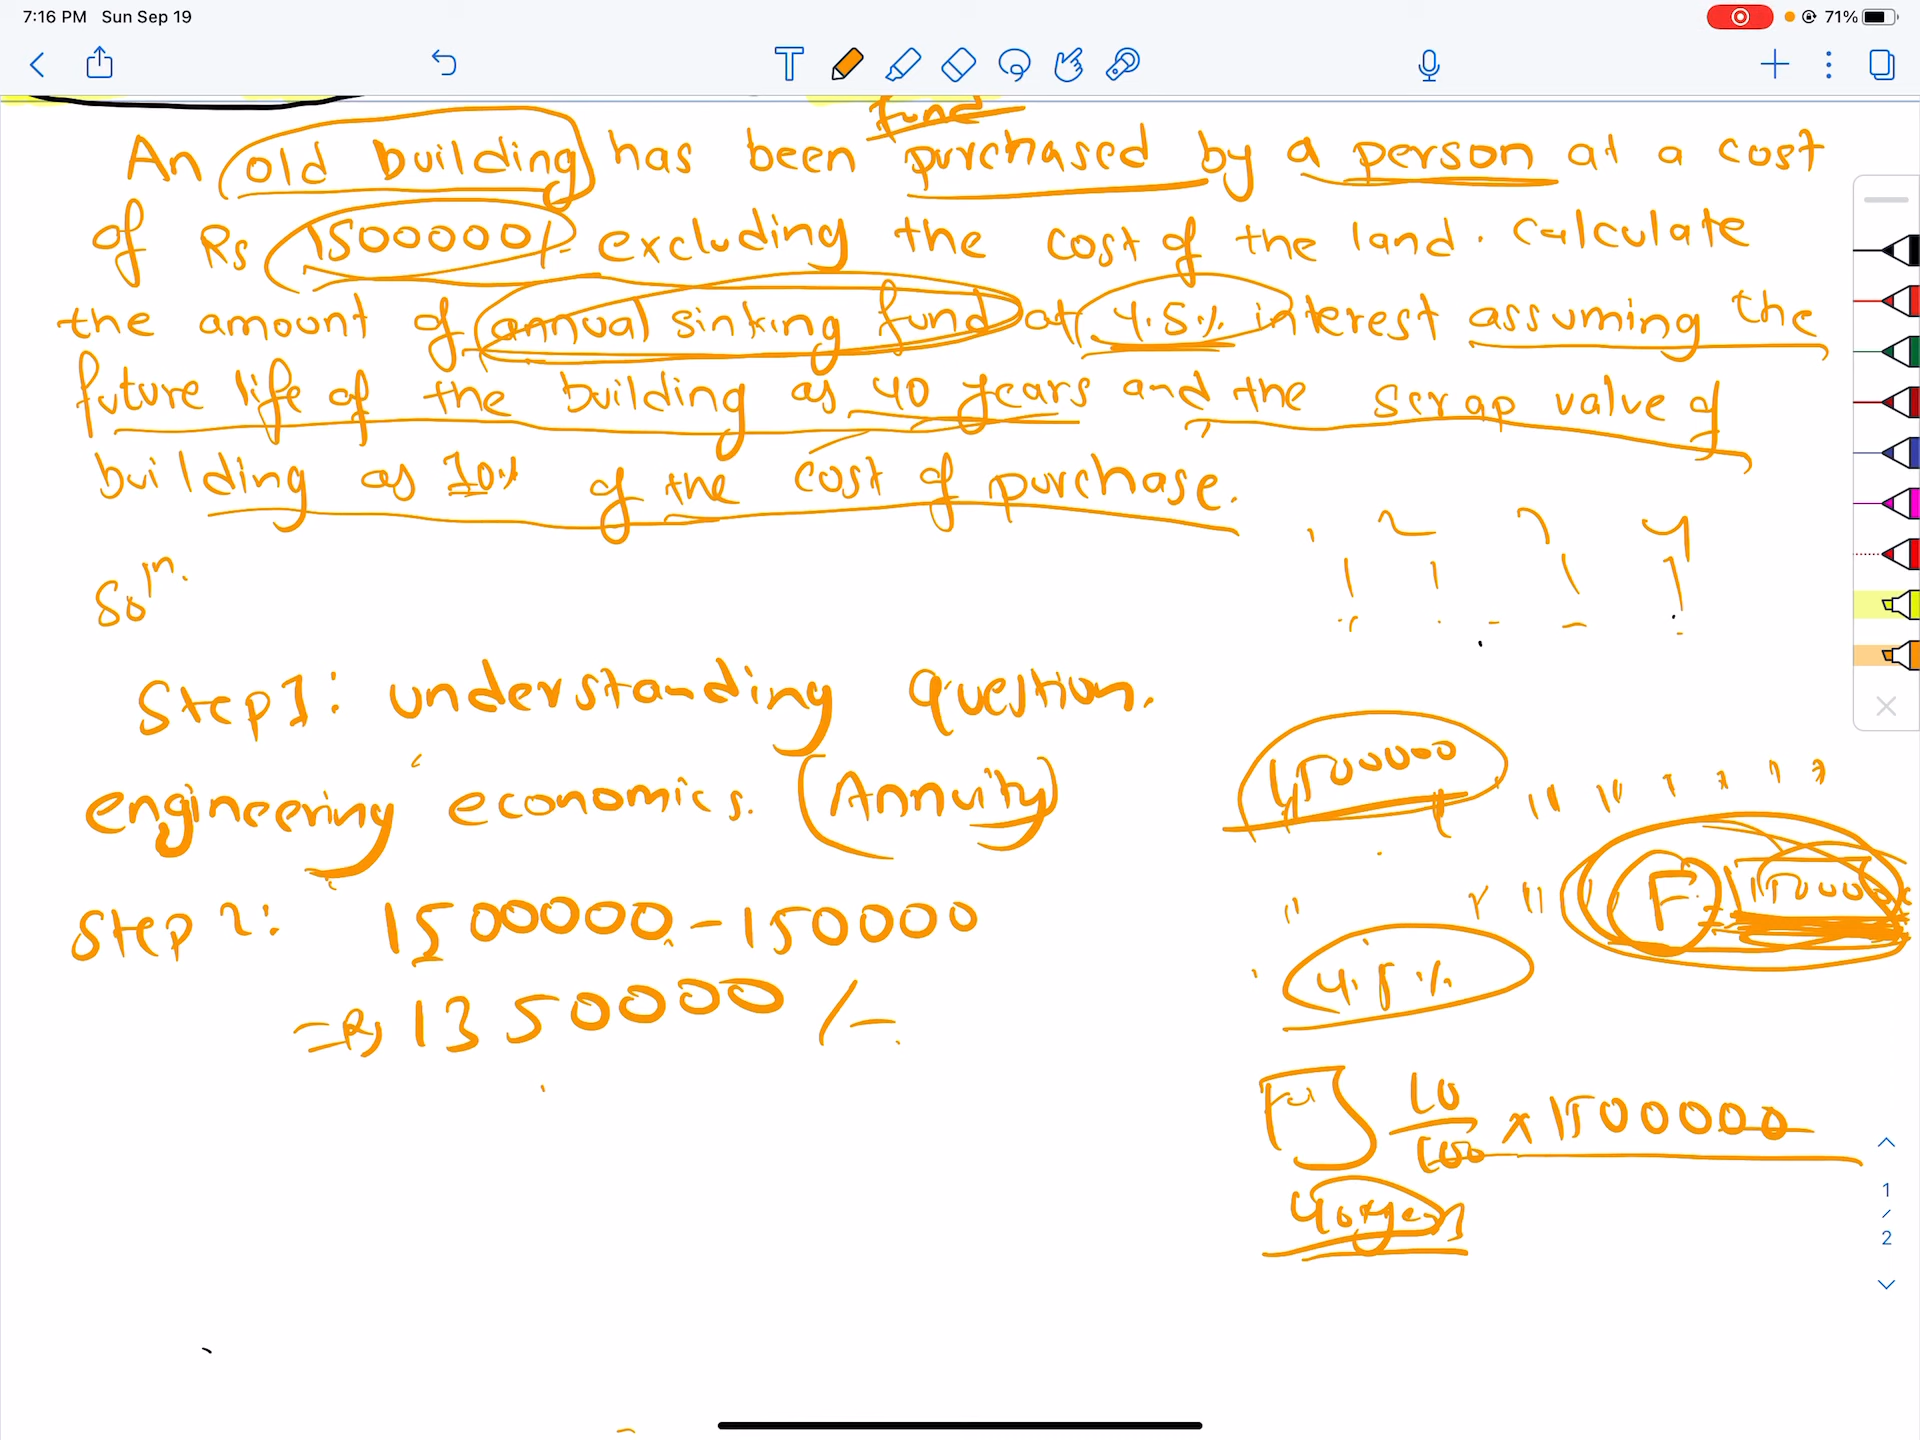 7:16 PM Sun Sep 19
71%
fund
An old building has been purchased by a person at a cost
of Rs 1500000/- excluding the cost of the land. Calculate
the amount of annual sinking fund at 4.5% interest assuming the
future life of the building as 40 years and the scrap value of
building as 10% of the cost of purchase.
Soln.
1 2 3 4
Step 1: understanding question.
engineering economics. (Annuity)
1500000
Step 2: 1500000 - 150000
F =
4.5%
= Rs 1350000/-.
10/100 x 1500000
40 years
1
/
2